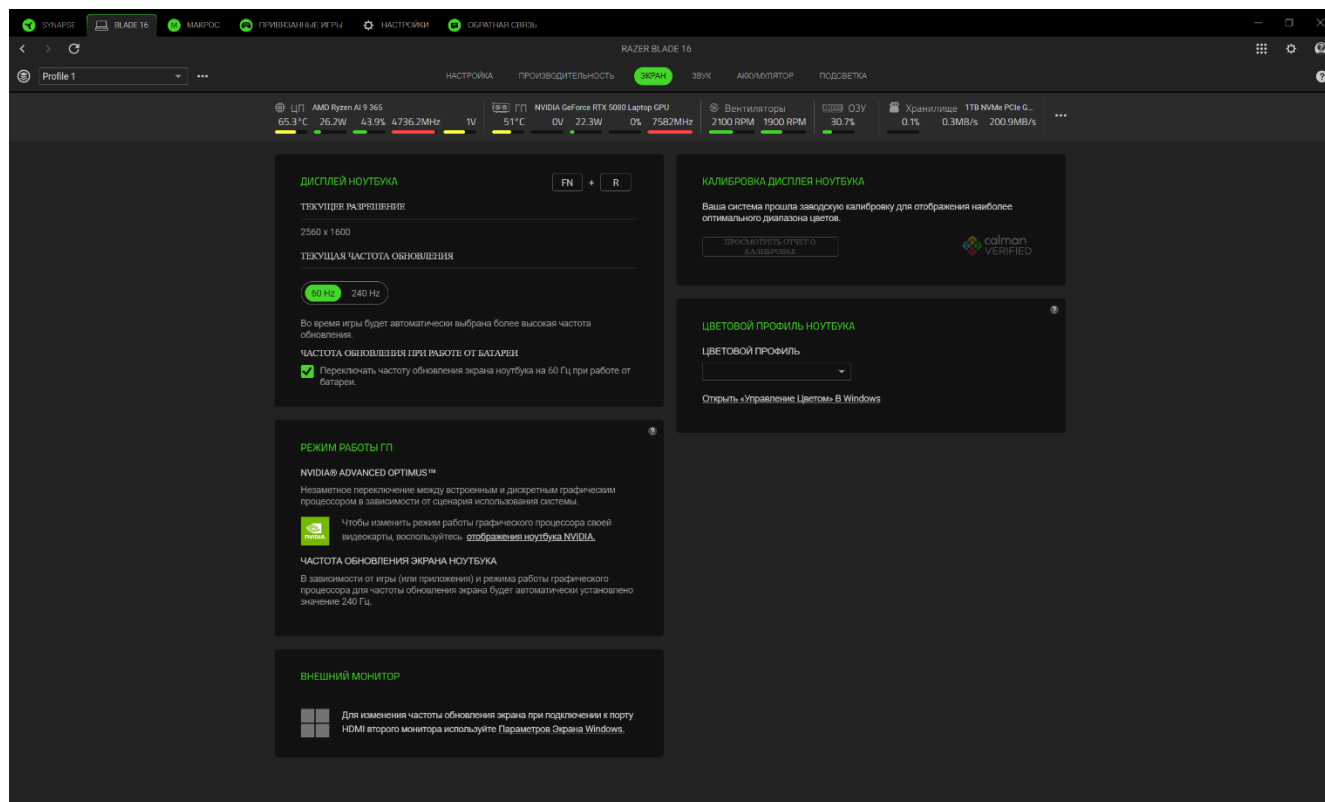 SYNAPSE BLADE 16 МАКРОС ПРИВЯЗАННЫЕ ИГРЫ НАСТРОЙКИ ОБРАТНАЯ СВЯЗЬ
RAZER BLADE 16
Profile 1
НАСТРОЙКА ПРОИЗВОДИТЕЛЬНОСТЬ ЭКРАН ЗВУК АККУМУЛЯТОР ПОДСВЕТКА
ЦП AMD Ryzen AI 9 365 ГП NVIDIA GeForce RTX 5080 Laptop GPU Вентиляторы ОЗУ Хранилище 1TB NVMe PCIe G...
65.3°C 26.2W 43.9% 4736.2MHz 1V 51°C 0V 22.3W 0% 7582MHz 2100 RPM 1900 RPM 30.7% 0.1% 0.3MB/s 200.9MB/s
ДИСПЛЕЙ НОУТБУКА FN + R
ТЕКУЩЕЕ РАЗРЕШЕНИЕ
2560 x 1600
ТЕКУЩАЯ ЧАСТОТА ОБНОВЛЕНИЯ
60 Hz 240 Hz
Во время игры будет автоматически выбрана более высокая частота
обновления.
ЧАСТОТА ОБНОВЛЕНИЯ ПРИ РАБОТЕ ОТ БАТАРЕИ
Переключать частоту обновления экрана ноутбука на 60 Гц при работе от
батареи.
РЕЖИМ РАБОТЫ ГП
NVIDIA® ADVANCED OPTIMUS™
Незаметное переключение между встроенным и дискретным графическим
процессором в зависимости от сценария использования системы.
NVIDIA.
Чтобы изменить режим работы графического процессора своей
видеокарты, воспользуйтесь отображения ноутбука NVIDIA.
ЧАСТОТА ОБНОВЛЕНИЯ ЭКРАНА НОУТБУКА
В зависимости от игры (или приложения) и режима работы графического
процессора для частоты обновления экрана будет автоматически установлено
значение 240 Гц.
ВНЕШНИЙ МОНИТОР
Для изменения частоты обновления экрана при подключении к порту
HDMI второго монитора используйте Параметров Экрана Windows.
КАЛИБРОВКА ДИСПЛЕЯ НОУТБУКА
Ваша система прошла заводскую калибровку для отображения наиболее
оптимального диапазона цветов.
ПРОСМОТРЕТЬ ОТЧЕТ О
КАЛИБРОВКЕ
calman
VERIFIED
ЦВЕТОВОЙ ПРОФИЛЬ НОУТБУКА
ЦВЕТОВОЙ ПРОФИЛЬ
Открыть «Управление Цветом» В Windows